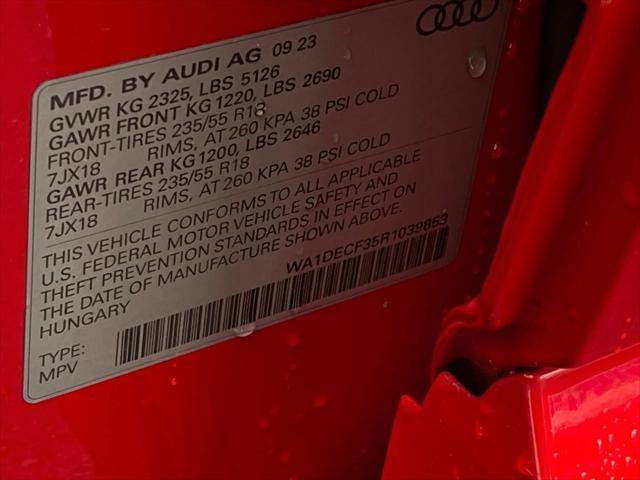 MFD. BY AUDI AG 09 23
GVWR KG 2325, LBS 5126
GAWR FRONT KG 1220, LBS 2690
FRONT-TIRES 235/55 R18
7JX18 RIMS, AT 260 KPA 38 PSI COLD
GAWR REAR KG 1200, LBS 2646
REAR-TIRES 235/55 R18
7JX18 RIMS, AT 260 KPA 38 PSI COLD
THIS VEHICLE CONFORMS TO ALL APPLICABLE
U.S. FEDERAL MOTOR VEHICLE SAFETY AND
THEFT PREVENTION STANDARDS IN EFFECT ON
THE DATE OF MANUFACTURE SHOWN ABOVE.
HUNGARY
WA1DECF35R1039853
TYPE:
MPV